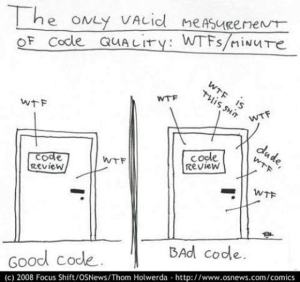 The ONLY VALID MEASUREMENT
OF Code QUALITY: WTFs/MINUTE
WTF
Code
REVIEW
WTF
Good code.
WTF
WTF IS
THIS SHIT
WTF
Code
REVIEW
dude,
WTF
WTF
BAd code.
(c) 2008 Focus Shift/OSNews/Thom Holwerda - http://www.osnews.com/comics